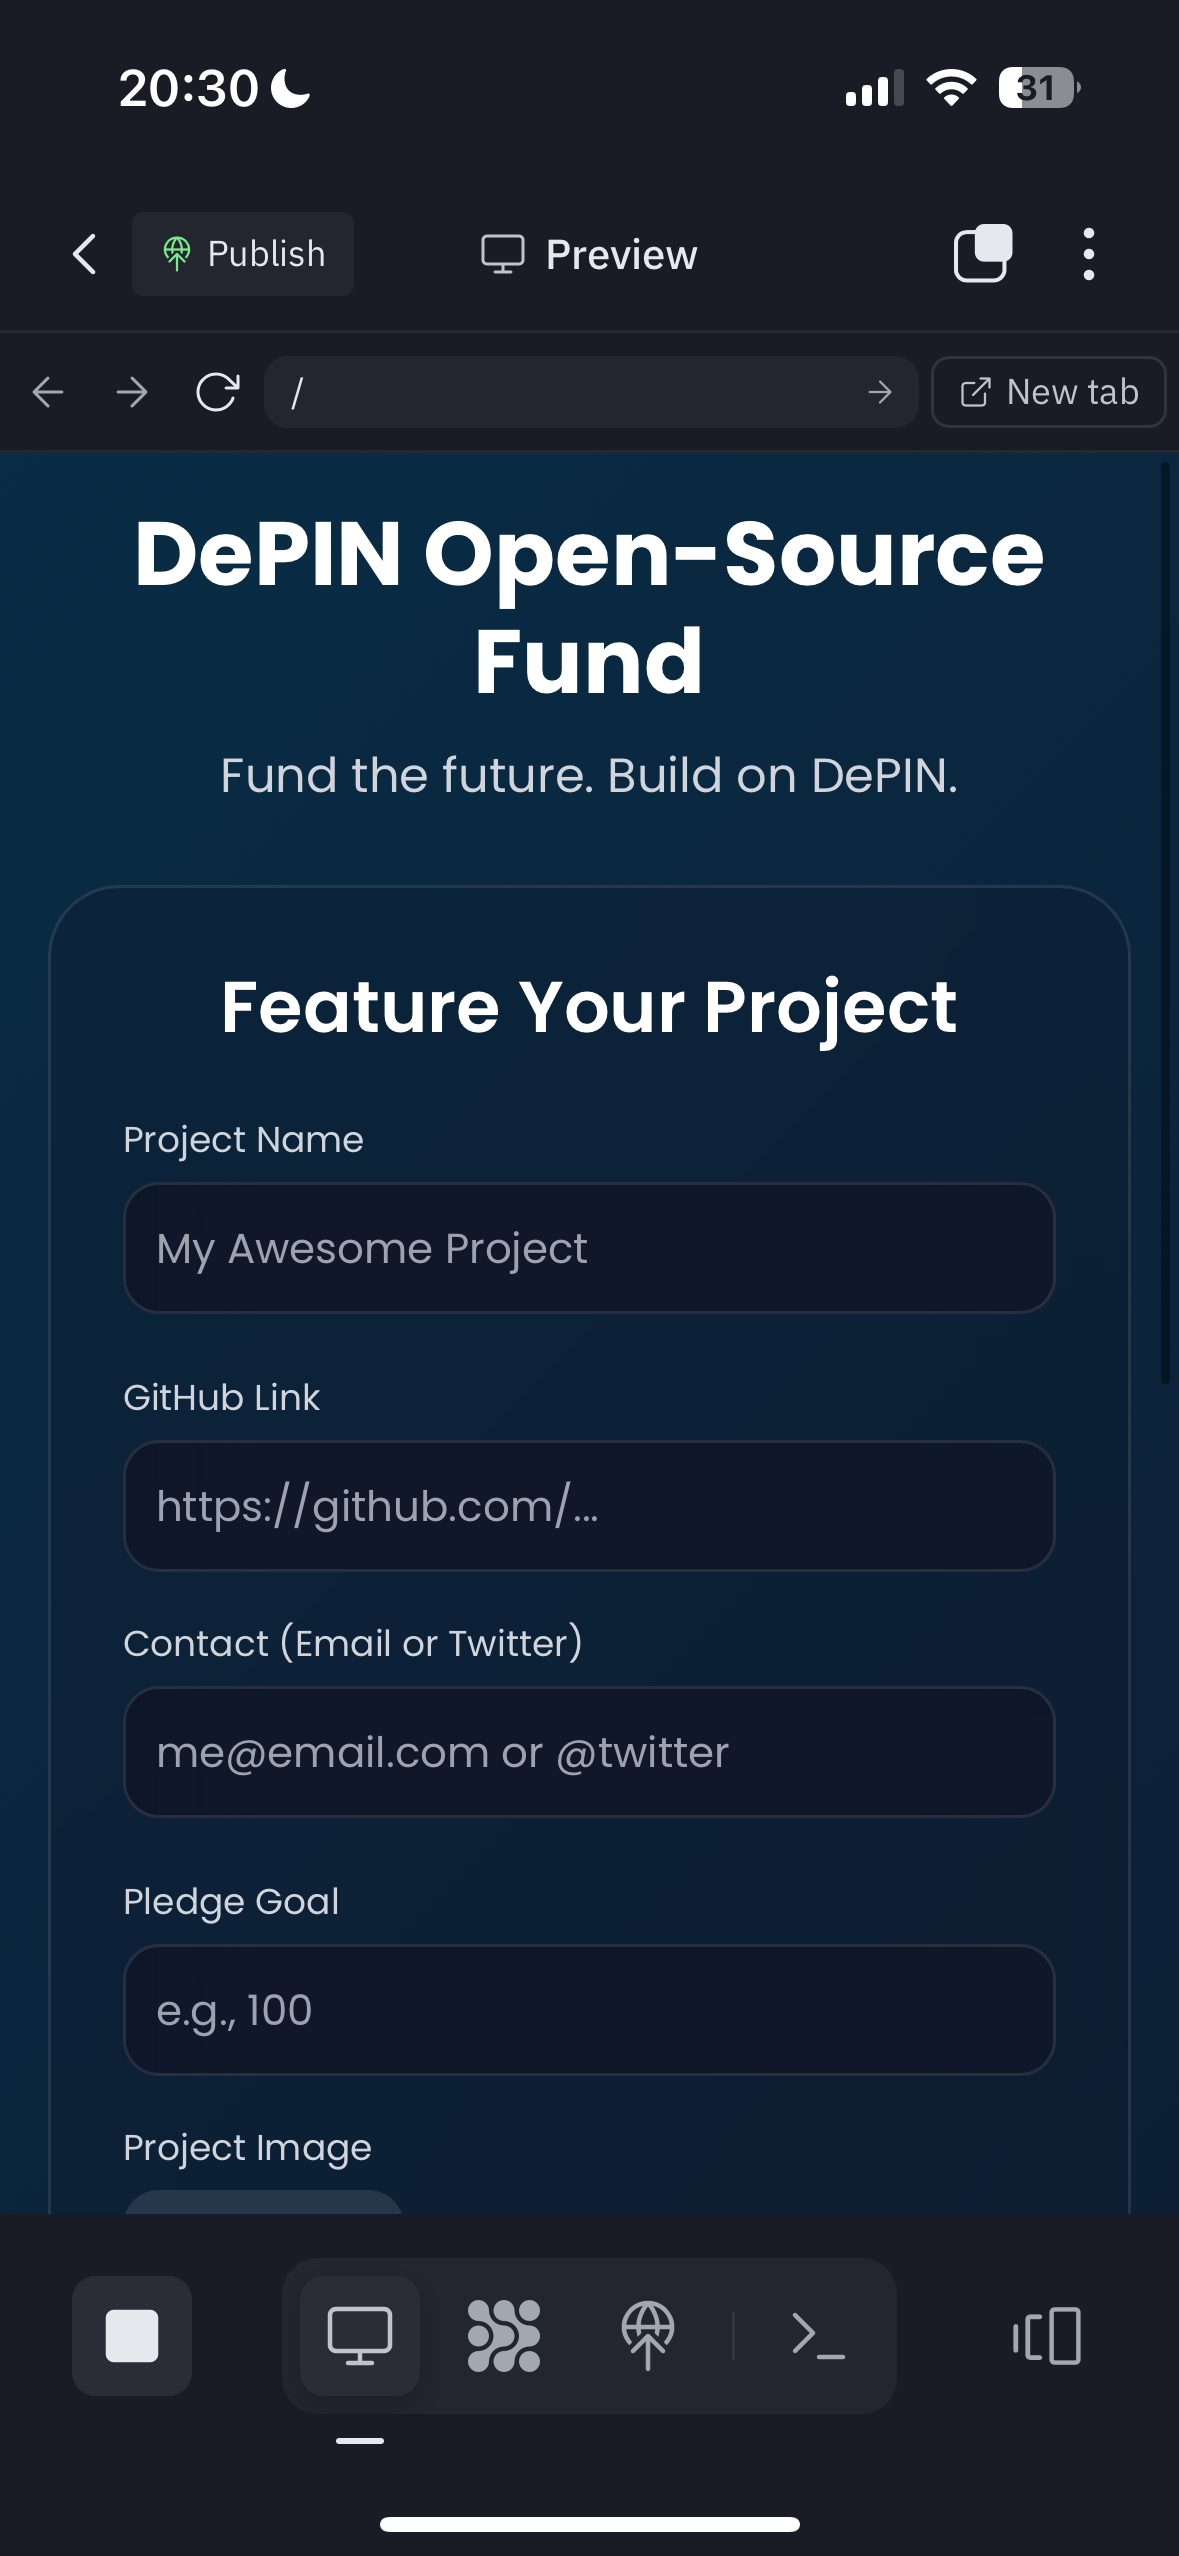 20:30
31
Publish
Preview
/
New tab
DePIN Open-Source
Fund
Fund the future. Build on DePIN.
Feature Your Project
Project Name
My Awesome Project
GitHub Link
https://github.com/...
Contact (Email or Twitter)
me@email.com or @twitter
Pledge Goal
e.g., 100
Project Image